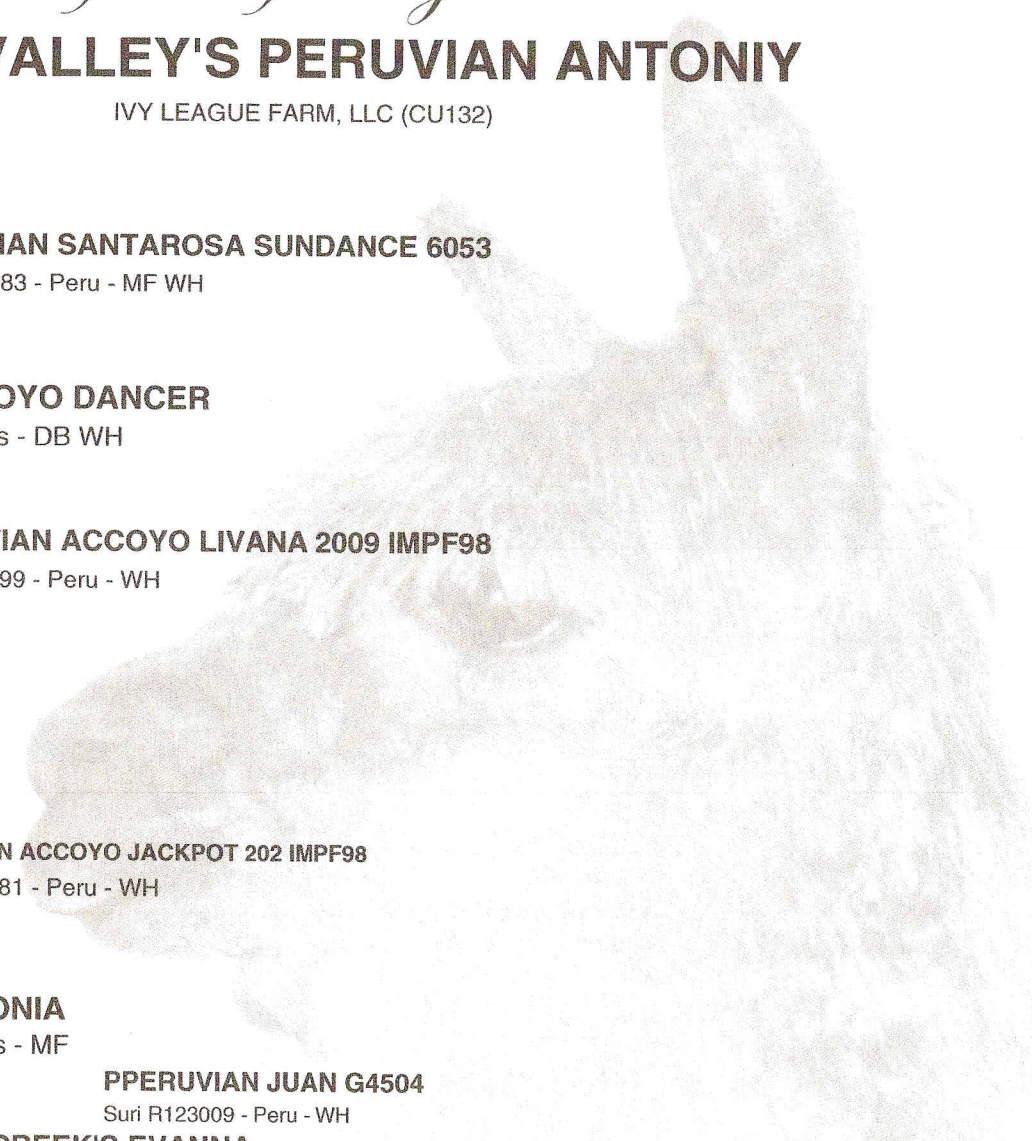 VALLEY'S PERUVIAN ANTONIY
IVY LEAGUE FARM, LLC (CU132)
IAN SANTAROSA SUNDANCE 6053
83 - Peru - MF WH
OYO DANCER
s - DB WH
IAN ACCOYO LIVANA 2009 IMPF98
99 - Peru - WH
N ACCOYO JACKPOT 202 IMPF98
81 - Peru - WH
ONIA
s - MF
PPERUVIAN JUAN G4504
Suri R123009 - Peru - WH
CREEK'S EVANNA